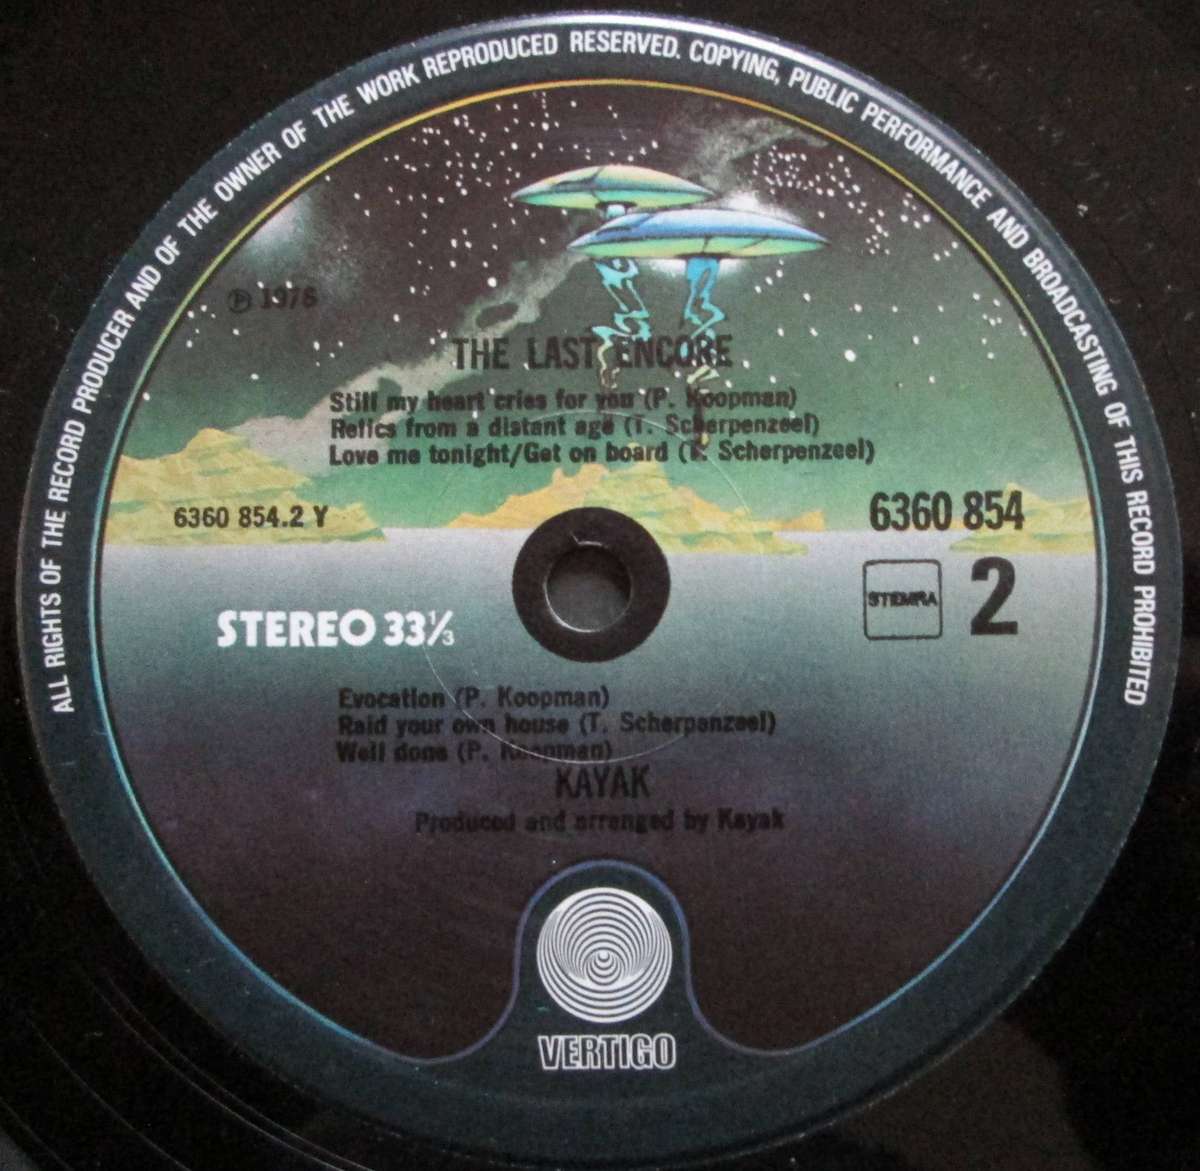 ALL RIGHTS OF THE RECORD PRODUCER AND OF THE OWNER OF THE WORK REPRODUCED RESERVED. COPYING, PUBLIC PERFORMANCE AND BROADCASTING OF THIS RECORD PROHIBITED
℗ 1976
THE LAST ENCORE
Still my heart cries for you (P. Koopman)
Relics from a distant age (T. Scherpenzeel)
Love me tonight/Get on board (T. Scherpenzeel)
6360 854.2 Y
6360 854
STEMRA
2
STEREO 33⅓
Evocation (P. Koopman)
Raid your own house (T. Scherpenzeel)
Well done (P. Koopman)
KAYAK
Produced and arranged by Kayak
VERTIGO